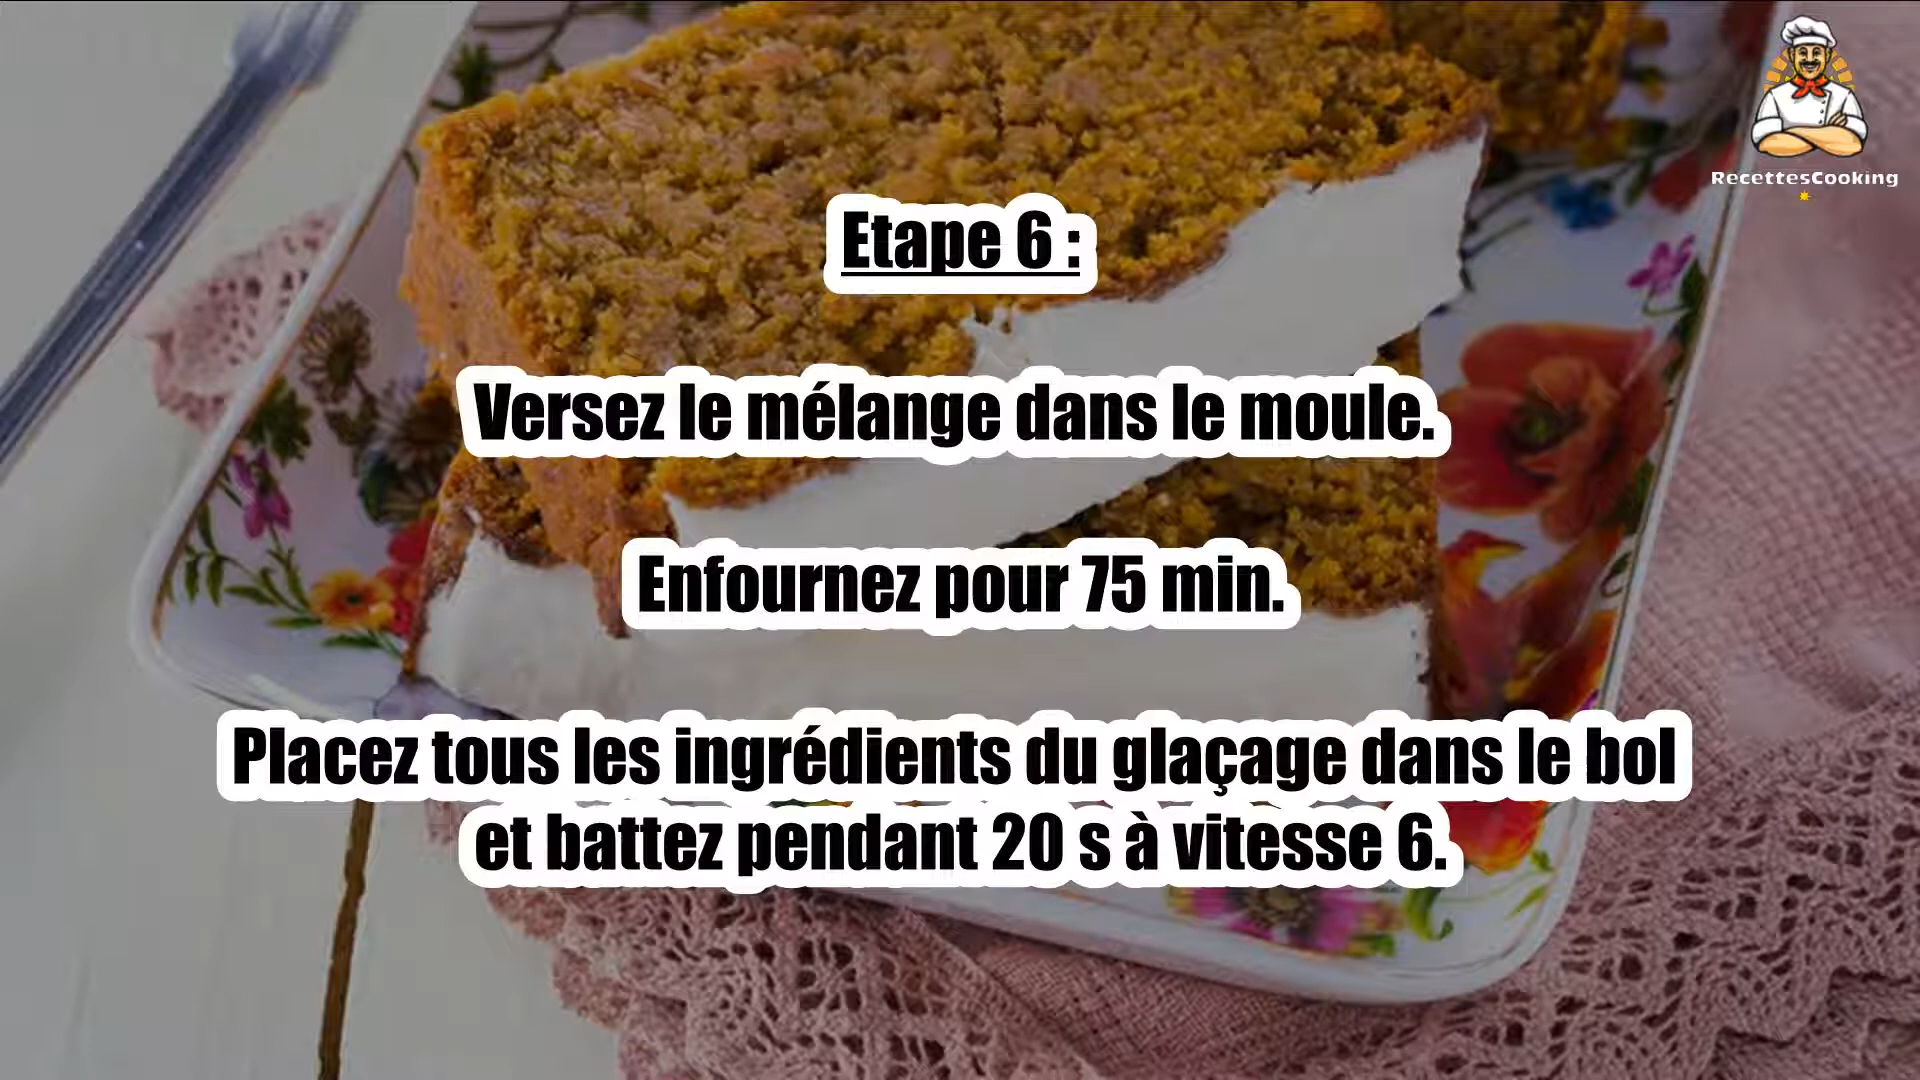 RecettesCooking
Etape 6 :
Versez le mélange dans le moule.
Enfournez pour 75 min.
Placez tous les ingrédients du glaçage dans le bol
et battez pendant 20 s à vitesse 6.